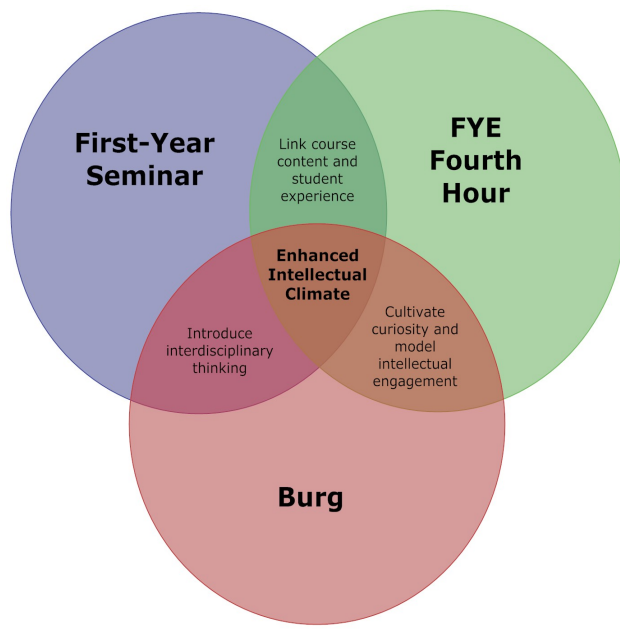 First-Year
Seminar
FYE
Fourth
Hour
Link course
content and
student
experience
Enhanced
Intellectual
Climate
Introduce
interdisciplinary
thinking
Cultivate
curiosity and
model
intellectual
engagement
Burg